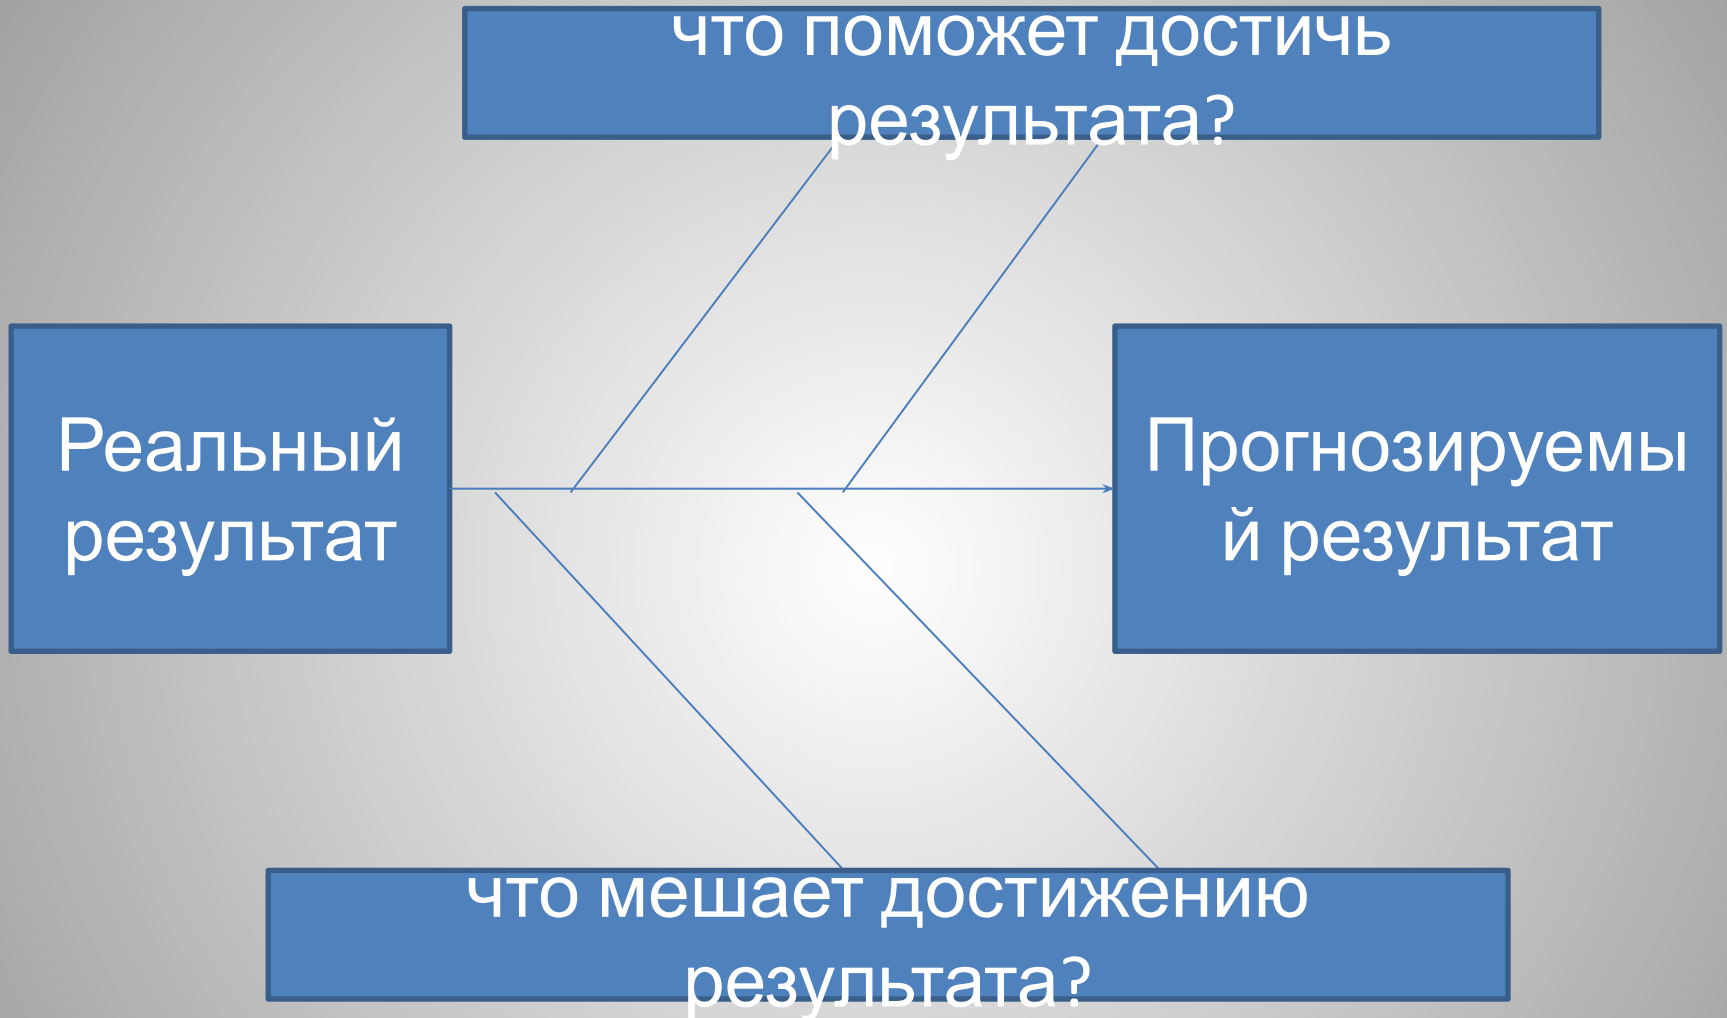 что поможет достичь
результата?
Реальный
результат
Прогнозируемы
й результат
что мешает достижению
результата?